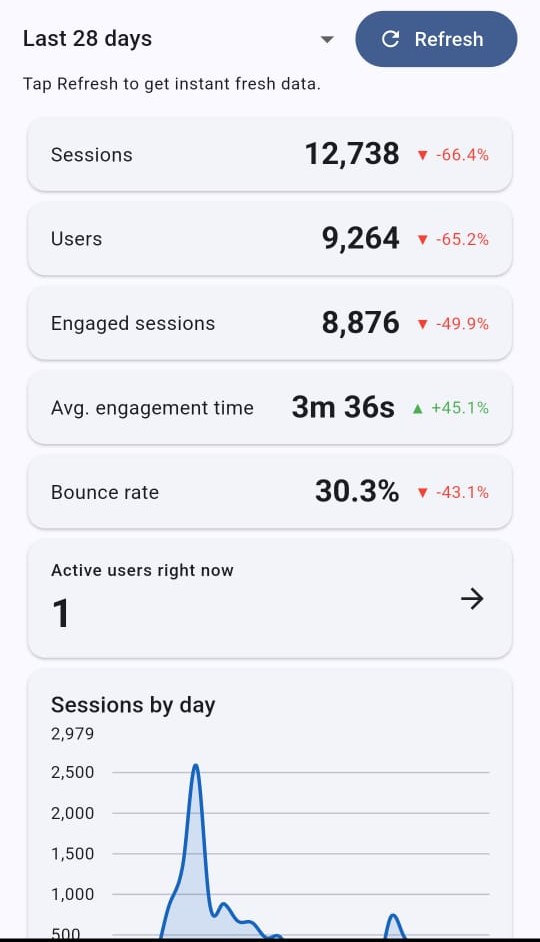 Last 28 days
Refresh
Tap Refresh to get instant fresh data.
Sessions 12,738 ▼ -66.4%
Users 9,264 ▼ -65.2%
Engaged sessions 8,876 ▼ -49.9%
Avg. engagement time 3m 36s ▲ +45.1%
Bounce rate 30.3% ▼ -43.1%
Active users right now
1
Sessions by day
2,979
2,500
2,000
1,500
1,000
500